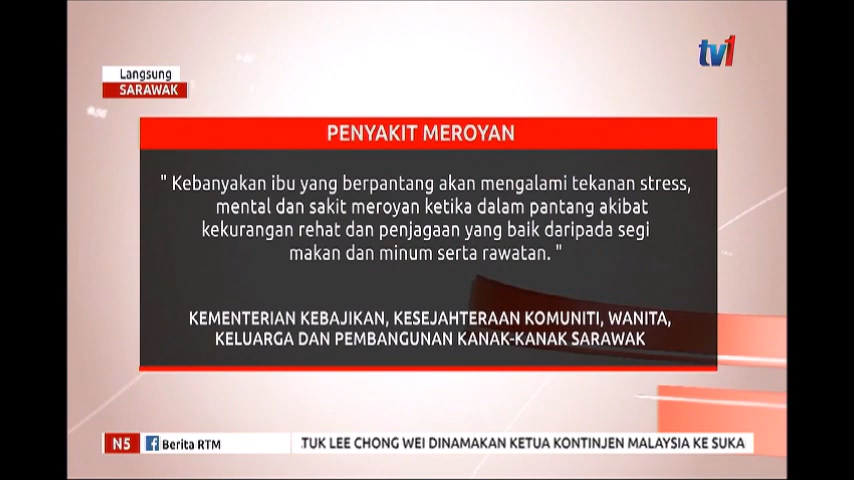 tv1
Langsung
SARAWAK
PENYAKIT MEROYAN
" Kebanyakan ibu yang berpantang akan mengalami tekanan stress,
mental dan sakit meroyan ketika dalam pantang akibat
kekurangan rehat dan penjagaan yang baik daripada segi
makan dan minum serta rawatan. "
KEMENTERIAN KEBAJIKAN, KESEJAHTERAAN KOMUNITI, WANITA,
KELUARGA DAN PEMBANGUNAN KANAK-KANAK SARAWAK
N5 f Berita RTM TUK LEE CHONG WEI DINAMAKAN KETUA KONTINJEN MALAYSIA KE SUKA